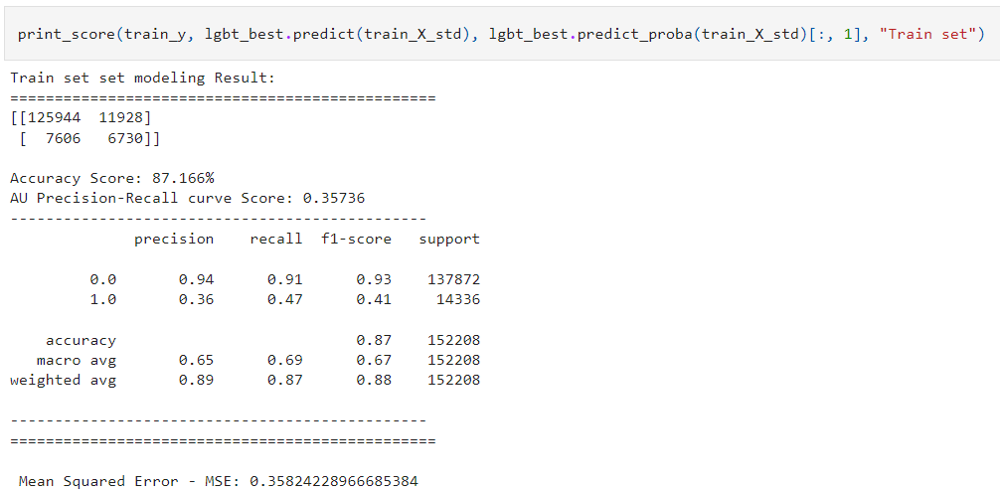 print_score(train_y, lgbt_best.predict(train_X_std), lgbt_best.predict_proba(train_X_std)[:, 1], "Train set")
Train set set modeling Result:
================================================
[[125944  11928]
 [  7606   6730]]
Accuracy Score: 87.166%
AU Precision-Recall curve Score: 0.35736
-----------------------------------------------
              precision    recall  f1-score   support
         0.0       0.94      0.91      0.93    137872
         1.0       0.36      0.47      0.41     14336
    accuracy                           0.87    152208
   macro avg       0.65      0.69      0.67    152208
weighted avg       0.89      0.87      0.88    152208
-----------------------------------------------
================================================
 Mean Squared Error - MSE: 0.35824228966685384